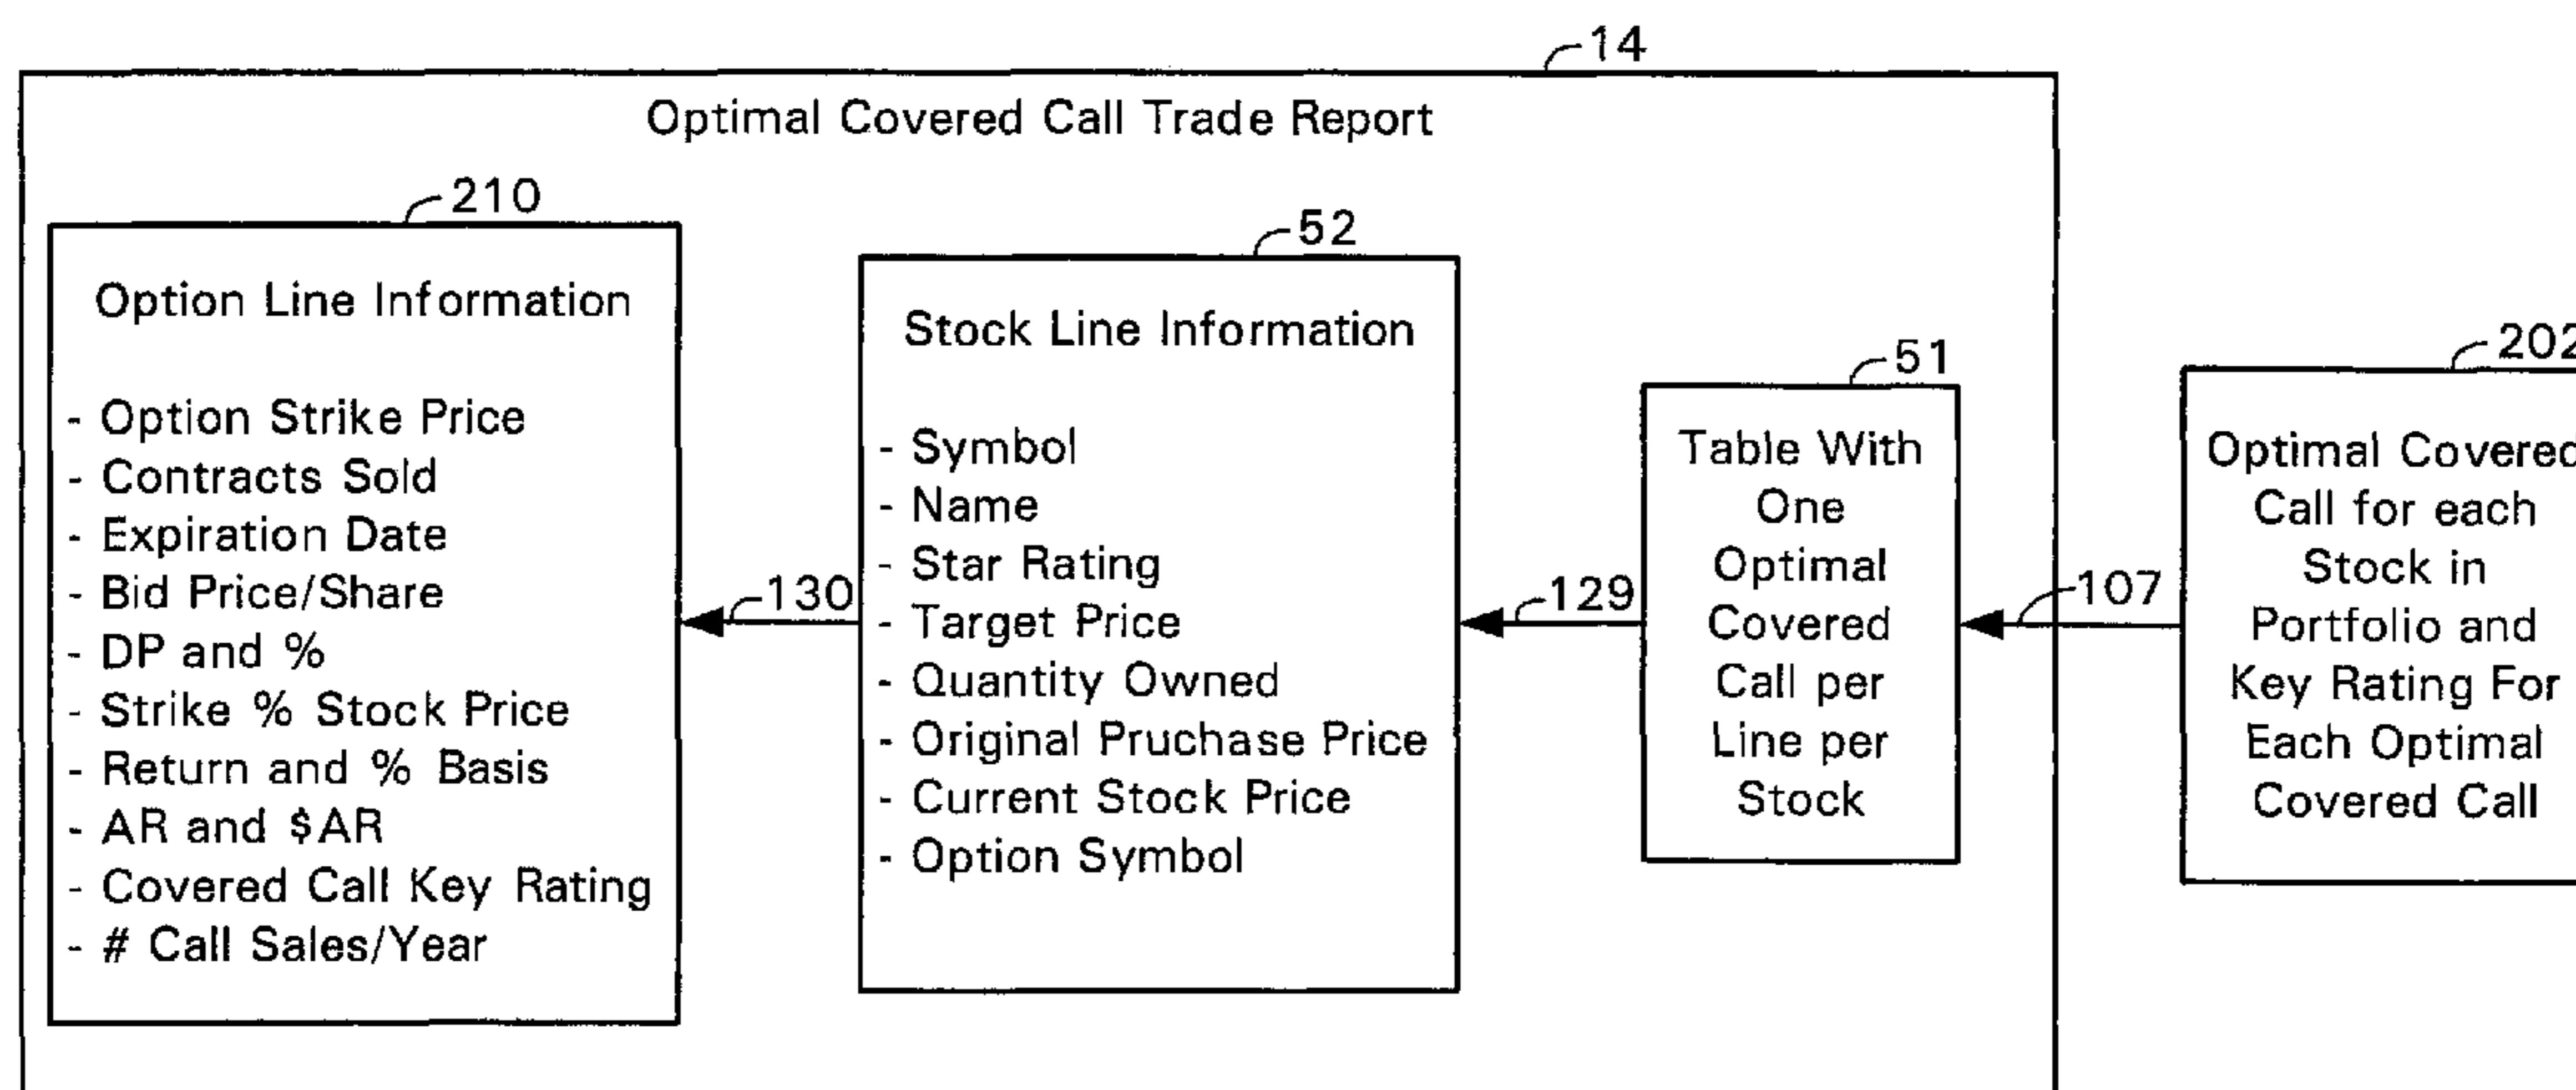 14
Optimal Covered Call Trade Report
210
Option Line Information
- Option Strike Price
- Contracts Sold
- Expiration Date
- Bid Price/Share
- DP and %
- Strike % Stock Price
- Return and % Basis
- AR and $AR
- Covered Call Key Rating
- # Call Sales/Year
130
52
Stock Line Information
- Symbol
- Name
- Star Rating
- Target Price
- Quantity Owned
- Original Pruchase Price
- Current Stock Price
- Option Symbol
129
51
Table With
One
Optimal
Covered
Call per
Line per
Stock
107
202
Optimal Covered
Call for each
Stock in
Portfolio and
Key Rating For
Each Optimal
Covered Call